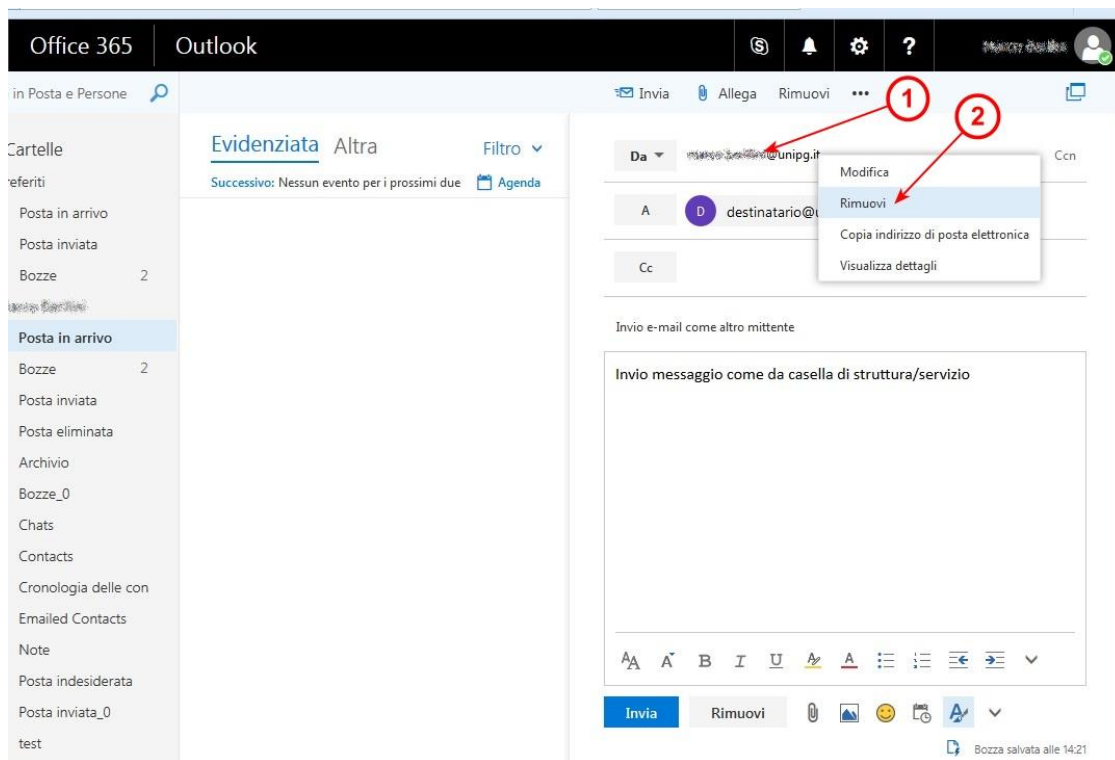 Office 365 Outlook
in Posta e Persone
Invia Allega Rimuovi •••
1
2
Cartelle
referiti
Posta in arrivo
Posta inviata
Bozze 2
Posta in arrivo
Bozze 2
Posta inviata
Posta eliminata
Archivio
Bozze_0
Chats
Contacts
Cronologia delle con
Emailed Contacts
Note
Posta indesiderata
Posta inviata_0
test
Evidenziata Altra Filtro
Successivo: Nessun evento per i prossimi due Agenda
Da @unipg.it Ccn
A D destinatario@u
Cc
Modifica
Rimuovi
Copia indirizzo di posta elettronica
Visualizza dettagli
Invio e-mail come altro mittente
Invio messaggio come da casella di struttura/servizio
Invia Rimuovi
Bozza salvata alle 14:21